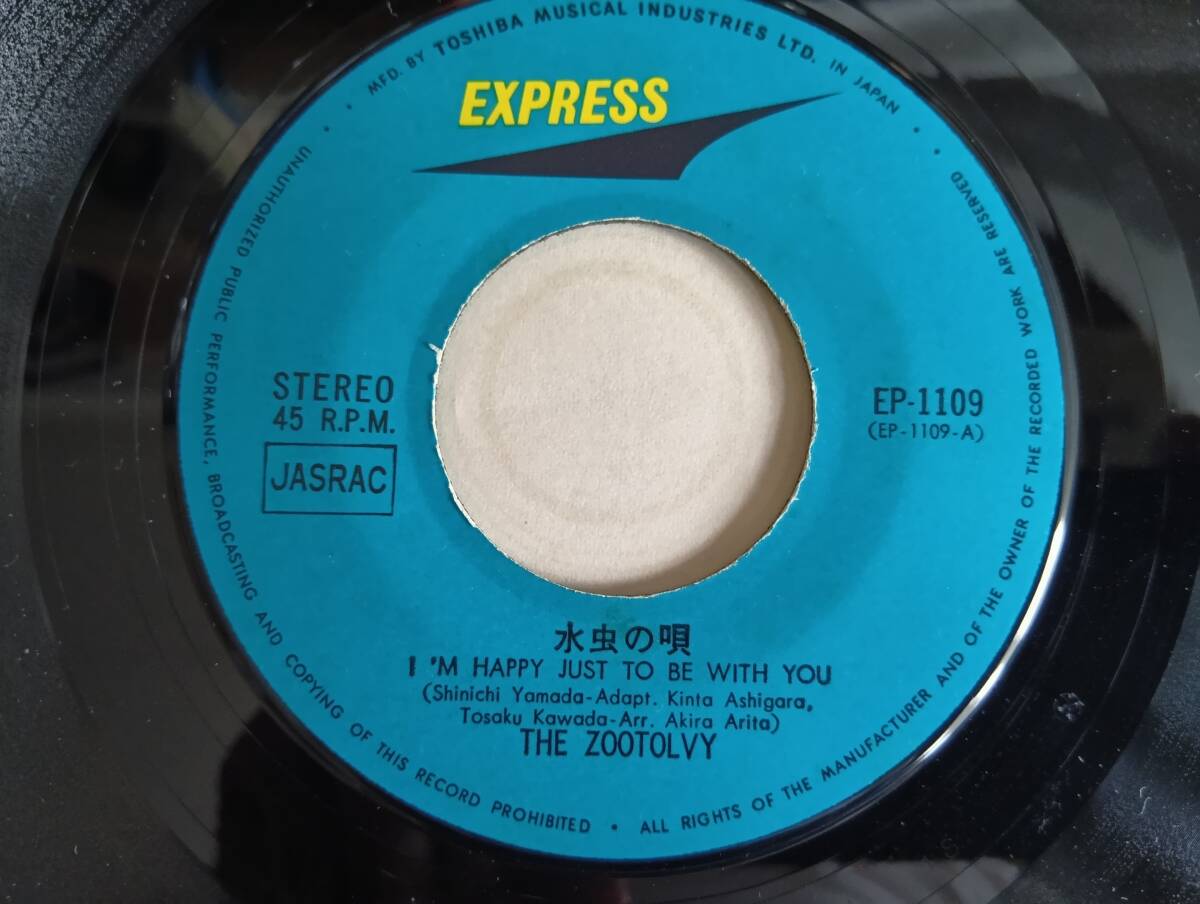 MFD. BY TOSHIBA MUSICAL INDUSTRIES LTD. IN JAPAN
EXPRESS
STEREO
45 R.P.M.
JASRAC
EP-1109
(EP-1109-A)
水虫の唄
I 'M HAPPY JUST TO BE WITH YOU
(Shinichi Yamada-Adapt. Kinta Ashigara,
Tosaku Kawada-Arr. Akira Arita)
THE ZOOTOLVY
UNAUTHORIZED PUBLIC PERFORMANCE, BROADCASTING AND COPYING OF THIS RECORD PROHIBITED • ALL RIGHTS OF THE MANUFACTURER AND OF THE OWNER OF THE RECORDED WORK ARE RESERVED